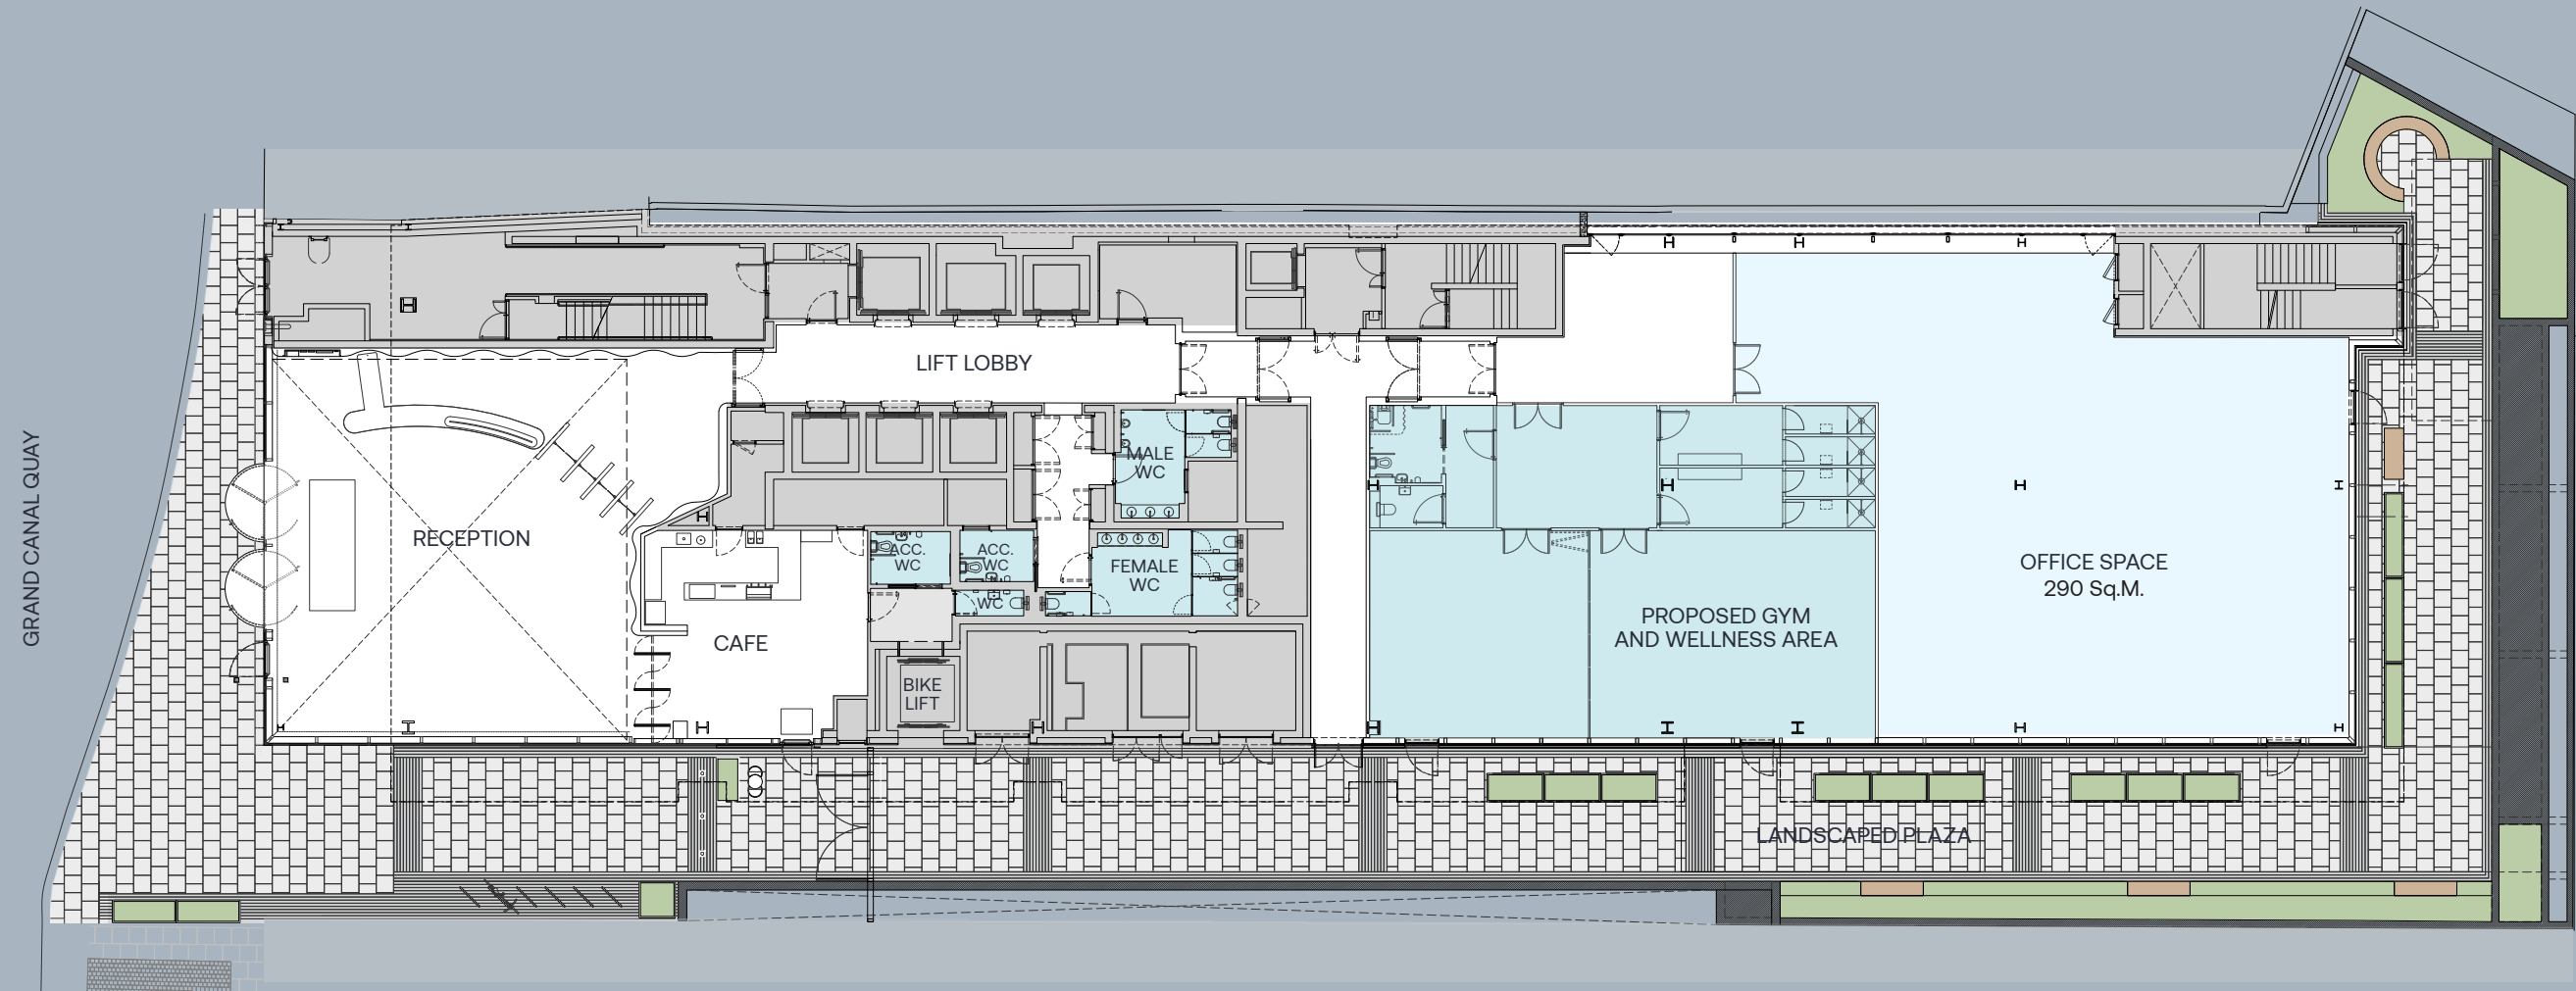 GRAND CANAL QUAY
LIFT LOBBY
RECEPTION
MALE
WC
ACC.
WC
ACC.
WC
FEMALE
WC
WC
CAFE
BIKE
LIFT
PROPOSED GYM
AND WELLNESS AREA
OFFICE SPACE
290 Sq.M.
LANDSCAPED PLAZA